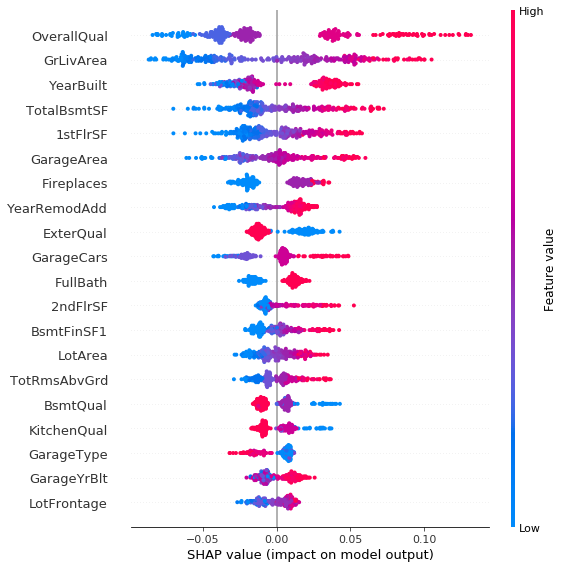 High
OverallQual
GrLivArea
YearBuilt
TotalBsmtSF
1stFlrSF
GarageArea
Fireplaces
YearRemodAdd
ExterQual
GarageCars
FullBath
2ndFlrSF
BsmtFinSF1
LotArea
TotRmsAbvGrd
BsmtQual
KitchenQual
GarageType
GarageYrBlt
LotFrontage
Feature value
Low
−0.05 0.00 0.05 0.10
SHAP value (impact on model output)